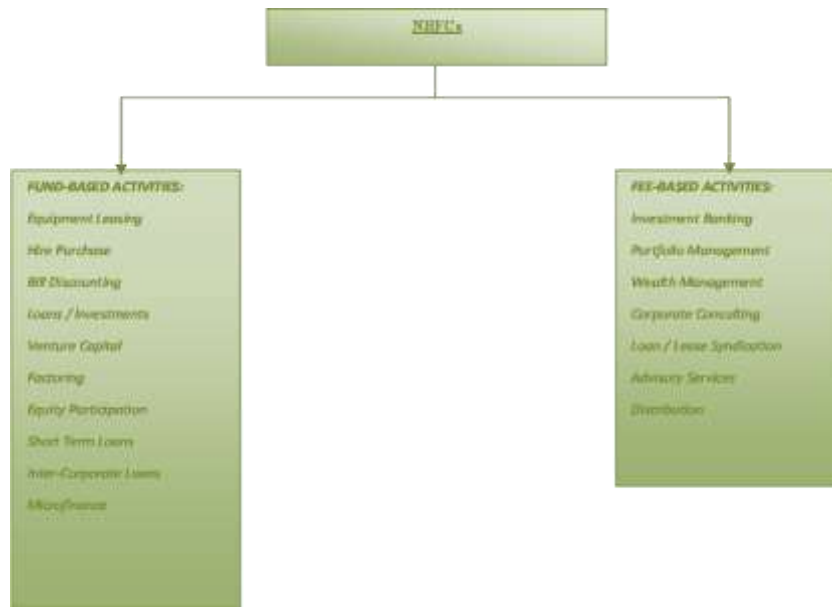 NBFCs
FUND-BASED ACTIVITIES:
Equipment Leasing
Hire Purchase
Bill Discounting
Loans / Investments
Venture Capital
Factoring
Equity Participation
Short Term Loans
Inter-Corporate Loans
Microfinance
FEE-BASED ACTIVITIES:
Investment Banking
Portfolio Management
Wealth Management
Corporate Consulting
Loan / Lease Syndication
Advisory Services
Distribution